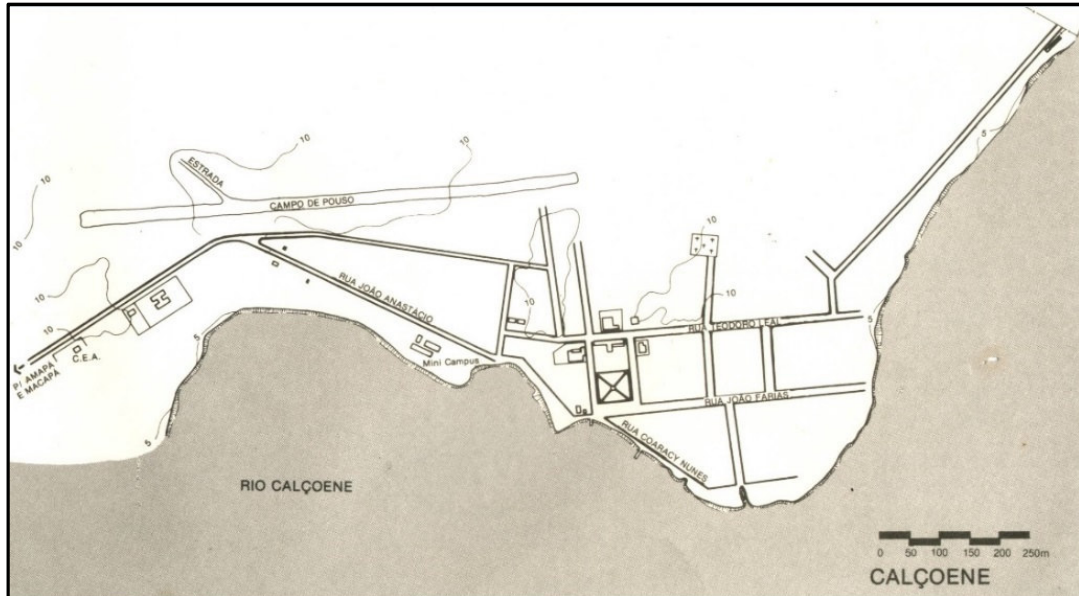 10
10
10
ESTRADA
CAMPO DE POUSO
10
10
10
10
10
10
RUA JOÃO ANASTÁCIO
RUA TEODORO LEAL
C.E.A.
Mini Campus
P/ AMAPÁ
E MACAPÁ
RUA JOÃO FARIAS
RUA COARACY NUNES
5
5
5
5
RIO CALÇOENE
0 50 100 150 200 250m
CALÇOENE